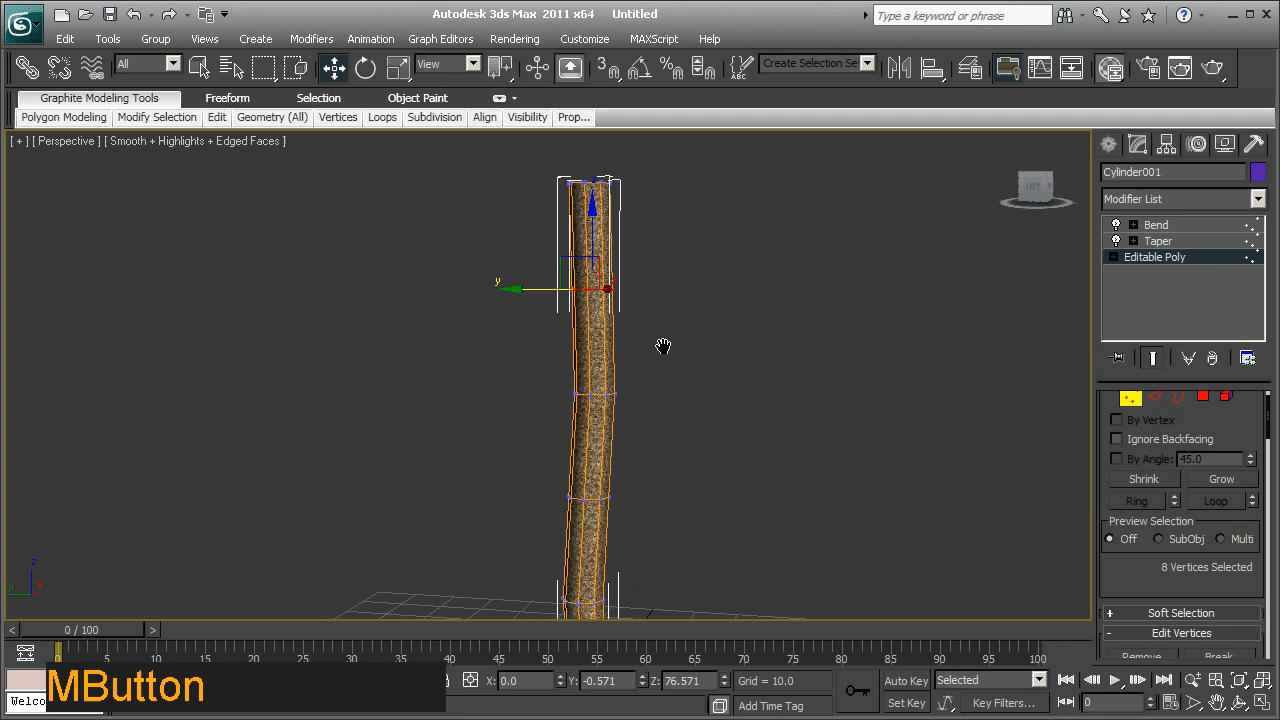 Autodesk 3ds Max 2011 x64 Untitled
Type a keyword or phrase
File
Edit Tools Group Views Create Modifiers Animation Graph Editors Rendering Customize MAXScript Help
All View 3 Create Selection Se
Graphite Modeling Tools Freeform Selection Object Paint
Polygon Modeling Modify Selection Edit Geometry (All) Vertices Loops Subdivision Align Visibility Prop...
[ + ] [ Perspective ] [ Smooth + Highlights + Edged Faces ]
LEFT
Cylinder001
Modifier List
Bend
Taper
Editable Poly
y
By Vertex
Ignore Backfacing
By Angle: 45.0
Shrink Grow
Ring Loop
Preview Selection
Off SubObj Multi
8 Vertices Selected
+ Soft Selection
- Edit Vertices
Remove Break
z
y x
< 0 / 100 >
0 5 10 15 20 25 30 35 40 45 50 55 60 65 70 75 80 85 90 95 100
MButton
Welco
X: 0.0 Y: -0.571 Z: 76.571 Grid = 10.0
Add Time Tag
Auto Key Selected
Set Key Key Filters...
0